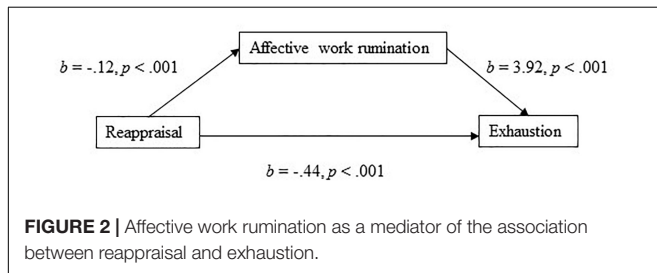 Affective work rumination
b = -.12, p < .001
b = 3.92, p < .001
Reappraisal
Exhaustion
b = -.44, p < .001
FIGURE 2 | Affective work rumination as a mediator of the association
between reappraisal and exhaustion.